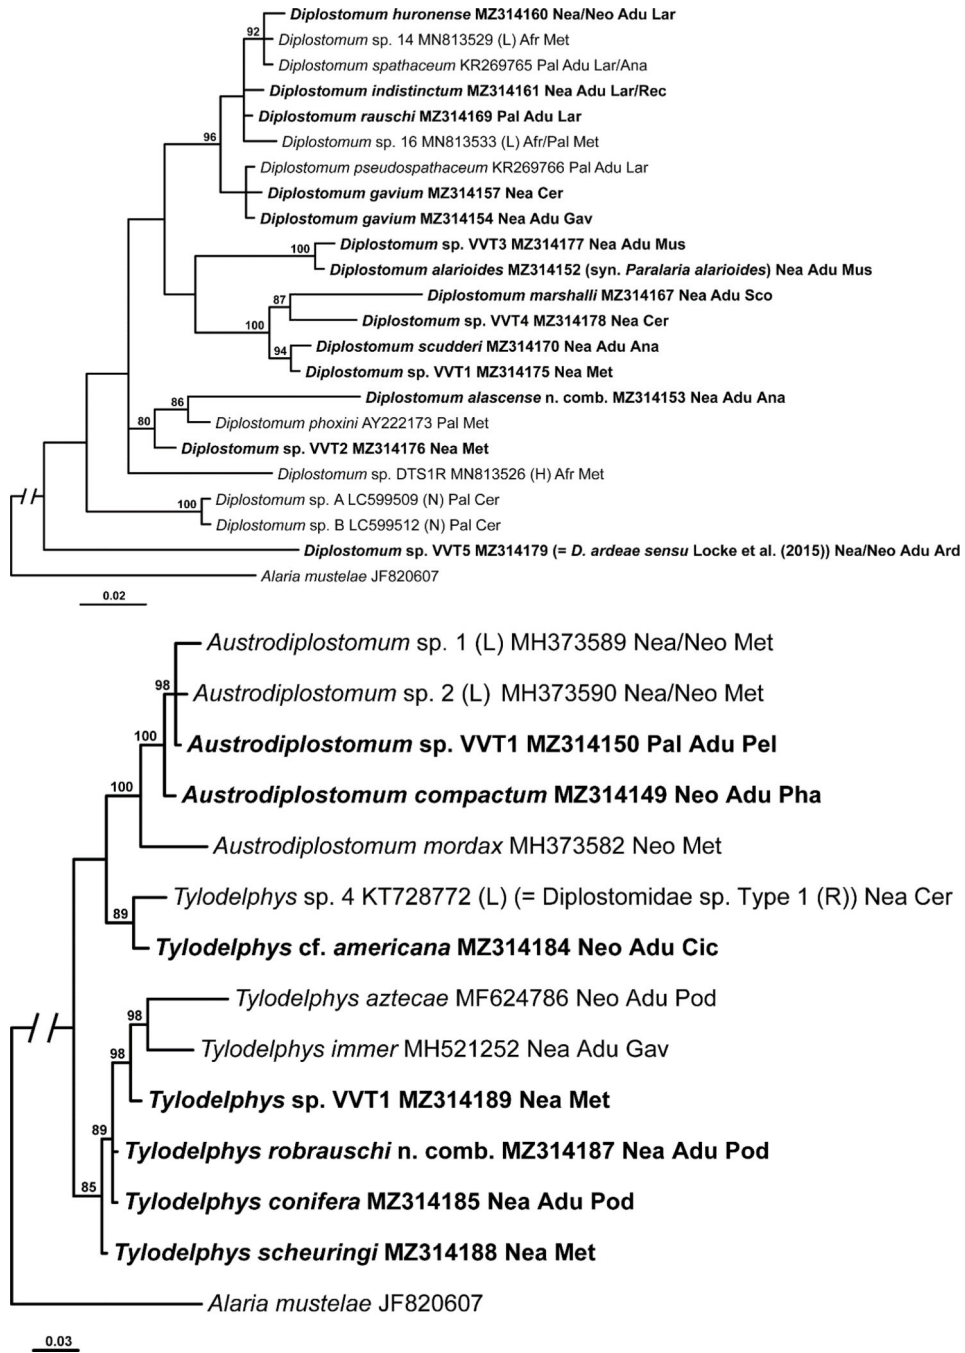 Diplostomum huronense MZ314160 Nea/Neo Adu Lar
92
Diplostomum sp. 14 MN813529 (L) Afr Met
Diplostomum spathaceum KR269765 Pal Adu Lar/Ana
Diplostomum indistinctum MZ314161 Nea Adu Lar/Rec
Diplostomum rauschi MZ314169 Pal Adu Lar
96
Diplostomum sp. 16 MN813533 (L) Afr/Pal Met
Diplostomum pseudospathaceum KR269766 Pal Adu Lar
Diplostomum gavium MZ314157 Nea Cer
Diplostomum gavium MZ314154 Nea Adu Gav
Diplostomum sp. VVT3 MZ314177 Nea Adu Mus
100
Diplostomum alarioides MZ314152 (syn. Paralaria alarioides) Nea Adu Mus
Diplostomum marshalli MZ314167 Nea Adu Sco
87
Diplostomum sp. VVT4 MZ314178 Nea Cer
100
Diplostomum scudderi MZ314170 Nea Adu Ana
94
Diplostomum sp. VVT1 MZ314175 Nea Met
Diplostomum alascense n. comb. MZ314153 Nea Adu Ana
86
Diplostomum phoxini AY222173 Pal Met
80
Diplostomum sp. VVT2 MZ314176 Nea Met
Diplostomum sp. DTS1R MN813526 (H) Afr Met
Diplostomum sp. A LC599509 (N) Pal Cer
100
Diplostomum sp. B LC599512 (N) Pal Cer
Diplostomum sp. VVT5 MZ314179 (= D. ardeae sensu Locke et al. (2015)) Nea/Neo Adu Ard
Alaria mustelae JF820607
0.02
Austrodiplostomum sp. 1 (L) MH373589 Nea/Neo Met
98
Austrodiplostomum sp. 2 (L) MH373590 Nea/Neo Met
100
Austrodiplostomum sp. VVT1 MZ314150 Pal Adu Pel
100
Austrodiplostomum compactum MZ314149 Neo Adu Pha
Austrodiplostomum mordax MH373582 Neo Met
Tylodelphys sp. 4 KT728772 (L) (= Diplostomidae sp. Type 1 (R)) Nea Cer
89
Tylodelphys cf. americana MZ314184 Neo Adu Cic
Tylodelphys aztecae MF624786 Neo Adu Pod
98
Tylodelphys immer MH521252 Nea Adu Gav
98
Tylodelphys sp. VVT1 MZ314189 Nea Met
89
Tylodelphys robrauschi n. comb. MZ314187 Nea Adu Pod
85
Tylodelphys conifera MZ314185 Nea Adu Pod
Tylodelphys scheuringi MZ314188 Nea Met
Alaria mustelae JF820607
0.03